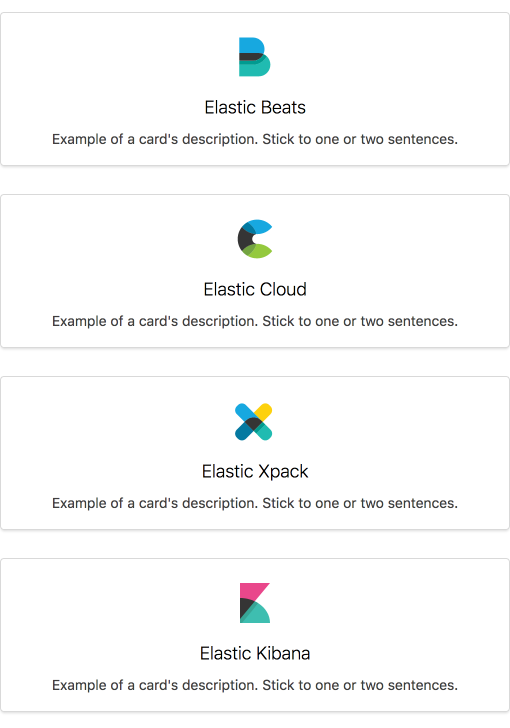 Elastic Beats
Example of a card's description. Stick to one or two sentences.
Elastic Cloud
Example of a card's description. Stick to one or two sentences.
Elastic Xpack
Example of a card's description. Stick to one or two sentences.
Elastic Kibana
Example of a card's description. Stick to one or two sentences.